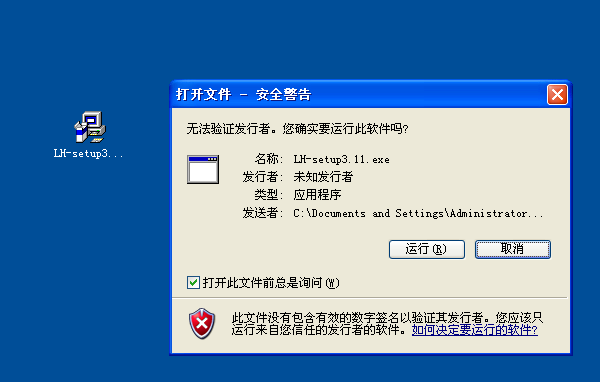 打开文件 - 安全警告
无法验证发行者。您确实要运行此软件吗?
名称: LH-setup3.11.exe
发行者: 未知发行者
类型: 应用程序
发送者: C:\Documents and Settings\Administrator...
LH-setup3...
运行(R) 取消
打开此文件前总是询问(W)
此文件没有包含有效的数字签名以验证其发行者。您应该只
运行来自您信任的发行者的软件。如何决定要运行的软件?